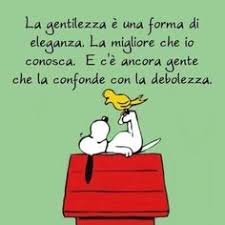 La gentilezza è una forma di
eleganza. La migliore che io
conosca. E c'è ancora gente
che la confonde con la debolezza.